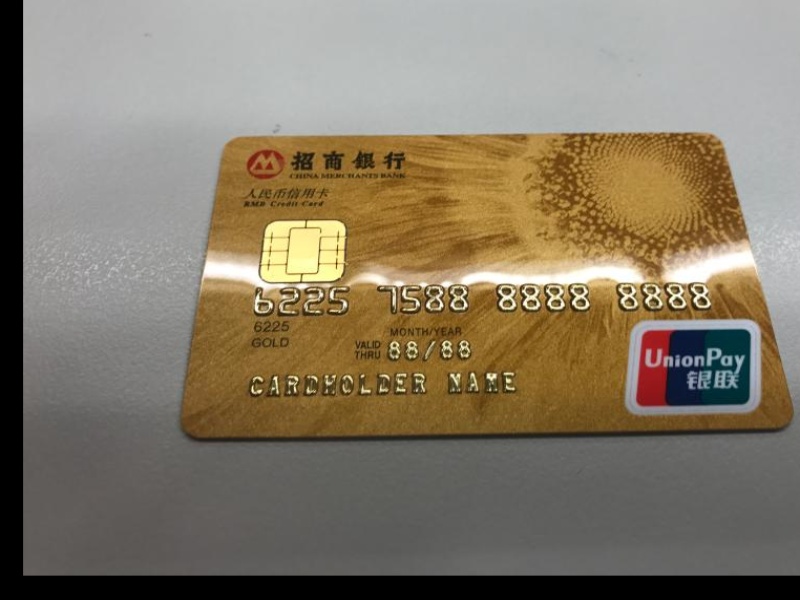 招商银行
CHINA MERCHANTS BANK
人民币信用卡
RMB Credit Card
6225 7588 8888 8888
6225
MONTH/YEAR
GOLD
VALID THRU 88/88
CARDHOLDER NAME
UnionPay
银联